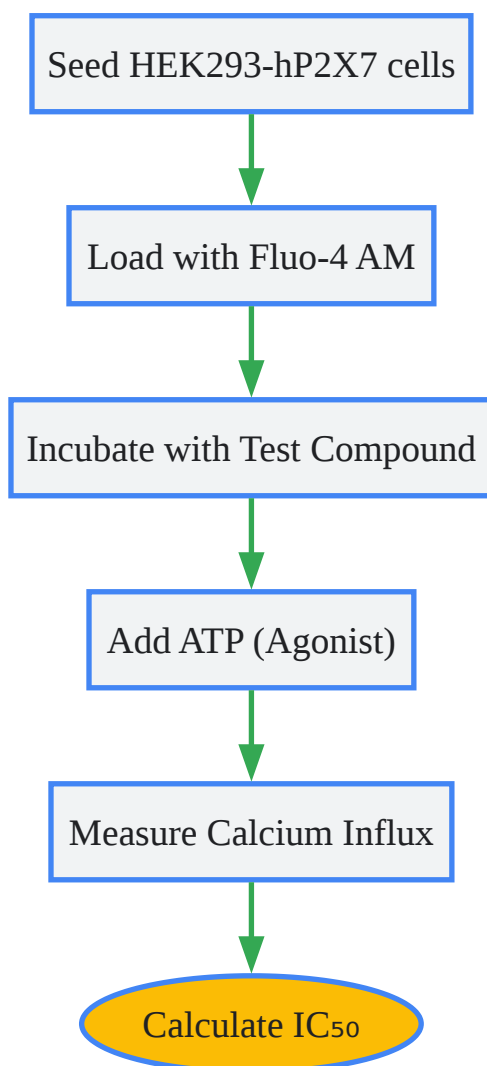 Seed HEK293-hP2X7 cells
Load with Fluo-4 AM
Incubate with Test Compound
Add ATP (Agonist)
Measure Calcium Influx
Calculate IC₅₀